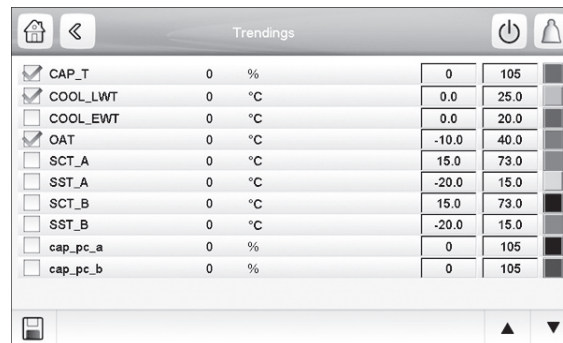 Trendings
CAP_T 0 % 0 105
COOL_LWT 0 °C 0.0 25.0
COOL_EWT 0 °C 0.0 20.0
OAT 0 °C -10.0 40.0
SCT_A 0 °C 15.0 73.0
SST_A 0 °C -20.0 15.0
SCT_B 0 °C 15.0 73.0
SST_B 0 °C -20.0 15.0
cap_pc_a 0 % 0 105
cap_pc_b 0 % 0 105